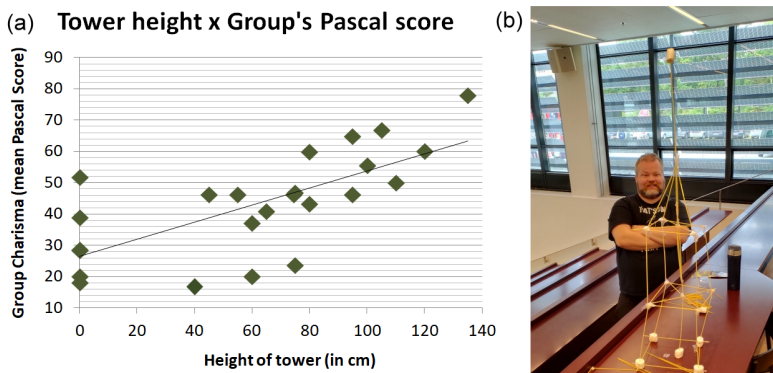 (a)
Tower height x Group's Pascal score
Group Charisma (mean Pascal Score)
90
80
70
60
50
40
30
20
10
0 20 40 60 80 100 120 140
Height of tower (in cm)
(b)